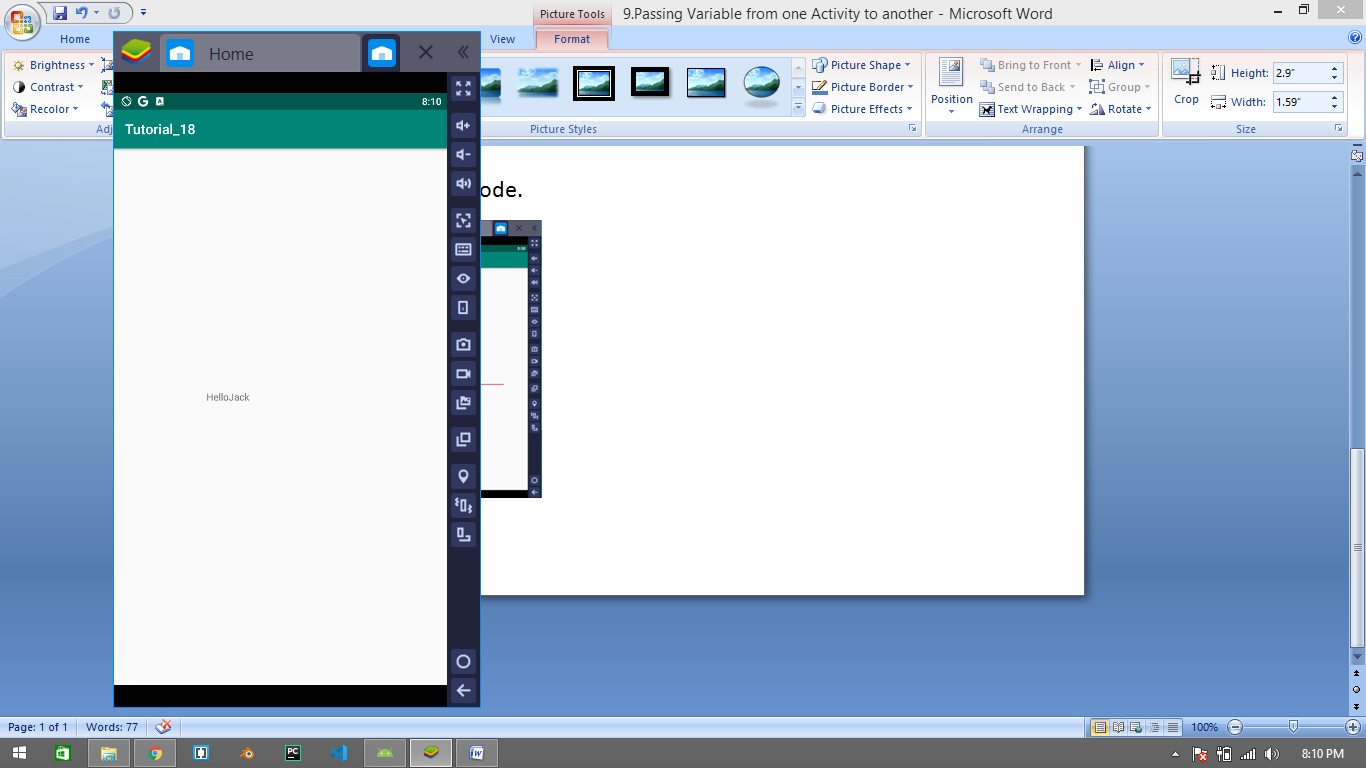 9.Passing Variable from one Activity to another - Microsoft Word
Picture Tools
Home
View
Format
Brightness
Contrast
Recolor
Picture Shape
Picture Border
Picture Effects
Picture Styles
Position
Bring to Front
Send to Back
Text Wrapping
Align
Group
Rotate
Arrange
Crop
Height: 2.9"
Width: 1.59"
Size
Home
8:10
Tutorial_18
HelloJack
ode.
Page: 1 of 1
Words: 77
100%
8:10 PM